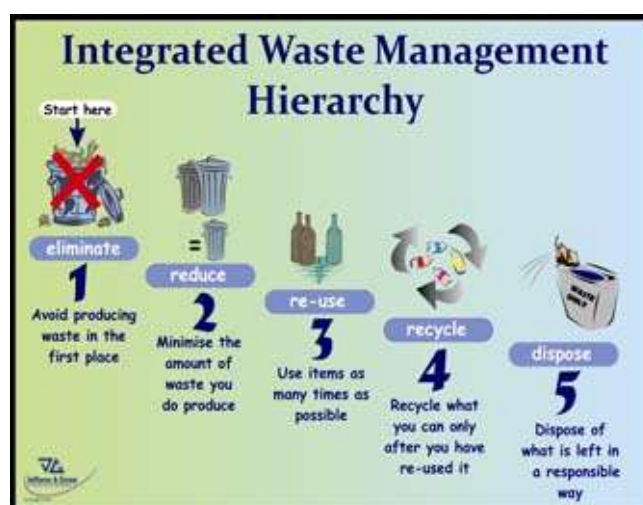 Integrated Waste Management
Hierarchy
Start here
eliminate
1
Avoid producing
waste in the
first place
=
reduce
2
Minimise the
amount of
waste you
do produce
re-use
3
Use items as
many times as
possible
recycle
4
Recycle what
you can only
after you have
re-used it
WASTE
ONLY
dispose
5
Dispose of
what is left in
a responsible
way